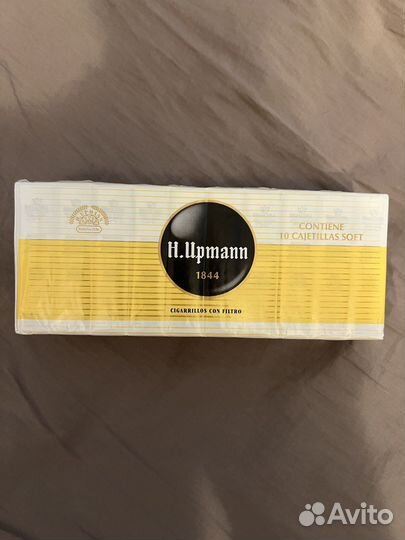 H.Upmann
1844
CIGARRILLOS CON FILTRO
CONTIENE
10 CAJETILLAS SOFT
Avito